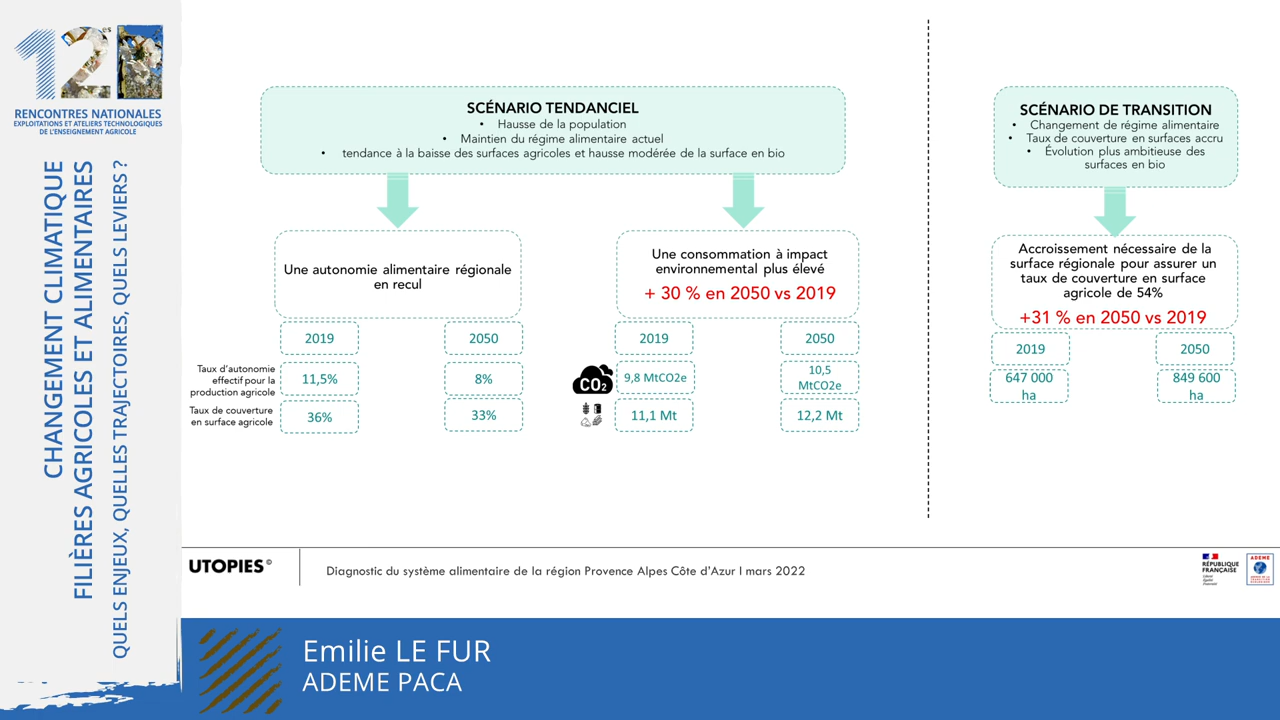 12es
RENCONTRES NATIONALES
EXPLOITATIONS ET ATELIERS TECHNOLOGIQUES
DE L'ENSEIGNEMENT AGRICOLE
CHANGEMENT CLIMATIQUE
FILIÈRES AGRICOLES ET ALIMENTAIRES
QUELS ENJEUX, QUELLES TRAJECTOIRES, QUELS LEVIERS ?
SCÉNARIO TENDANCIEL
• Hausse de la population
• Maintien du régime alimentaire actuel
• tendance à la baisse des surfaces agricoles et hausse modérée de la surface en bio
Une autonomie alimentaire régionale
en recul
2019
2050
Taux d'autonomie
effectif pour la
production agricole
11,5%
8%
Taux de couverture
en surface agricole
36%
33%
Une consommation à impact
environnemental plus élevé
+ 30 % en 2050 vs 2019
2019
2050
CO2
9,8 MtCO2e
10,5
MtCO2e
11,1 Mt
12,2 Mt
SCÉNARIO DE TRANSITION
• Changement de régime alimentaire
• Taux de couverture en surfaces accru
• Évolution plus ambitieuse des
surfaces en bio
Accroissement nécessaire de la
surface régionale pour assurer un
taux de couverture en surface
agricole de 54%
+31 % en 2050 vs 2019
2019
2050
647 000
ha
849 600
ha
UTOPIES©
Diagnostic du système alimentaire de la région Provence Alpes Côte d'Azur I mars 2022
RÉPUBLIQUE
FRANÇAISE
Liberté
Égalité
Fraternité
ADEME
Emilie LE FUR
ADEME PACA